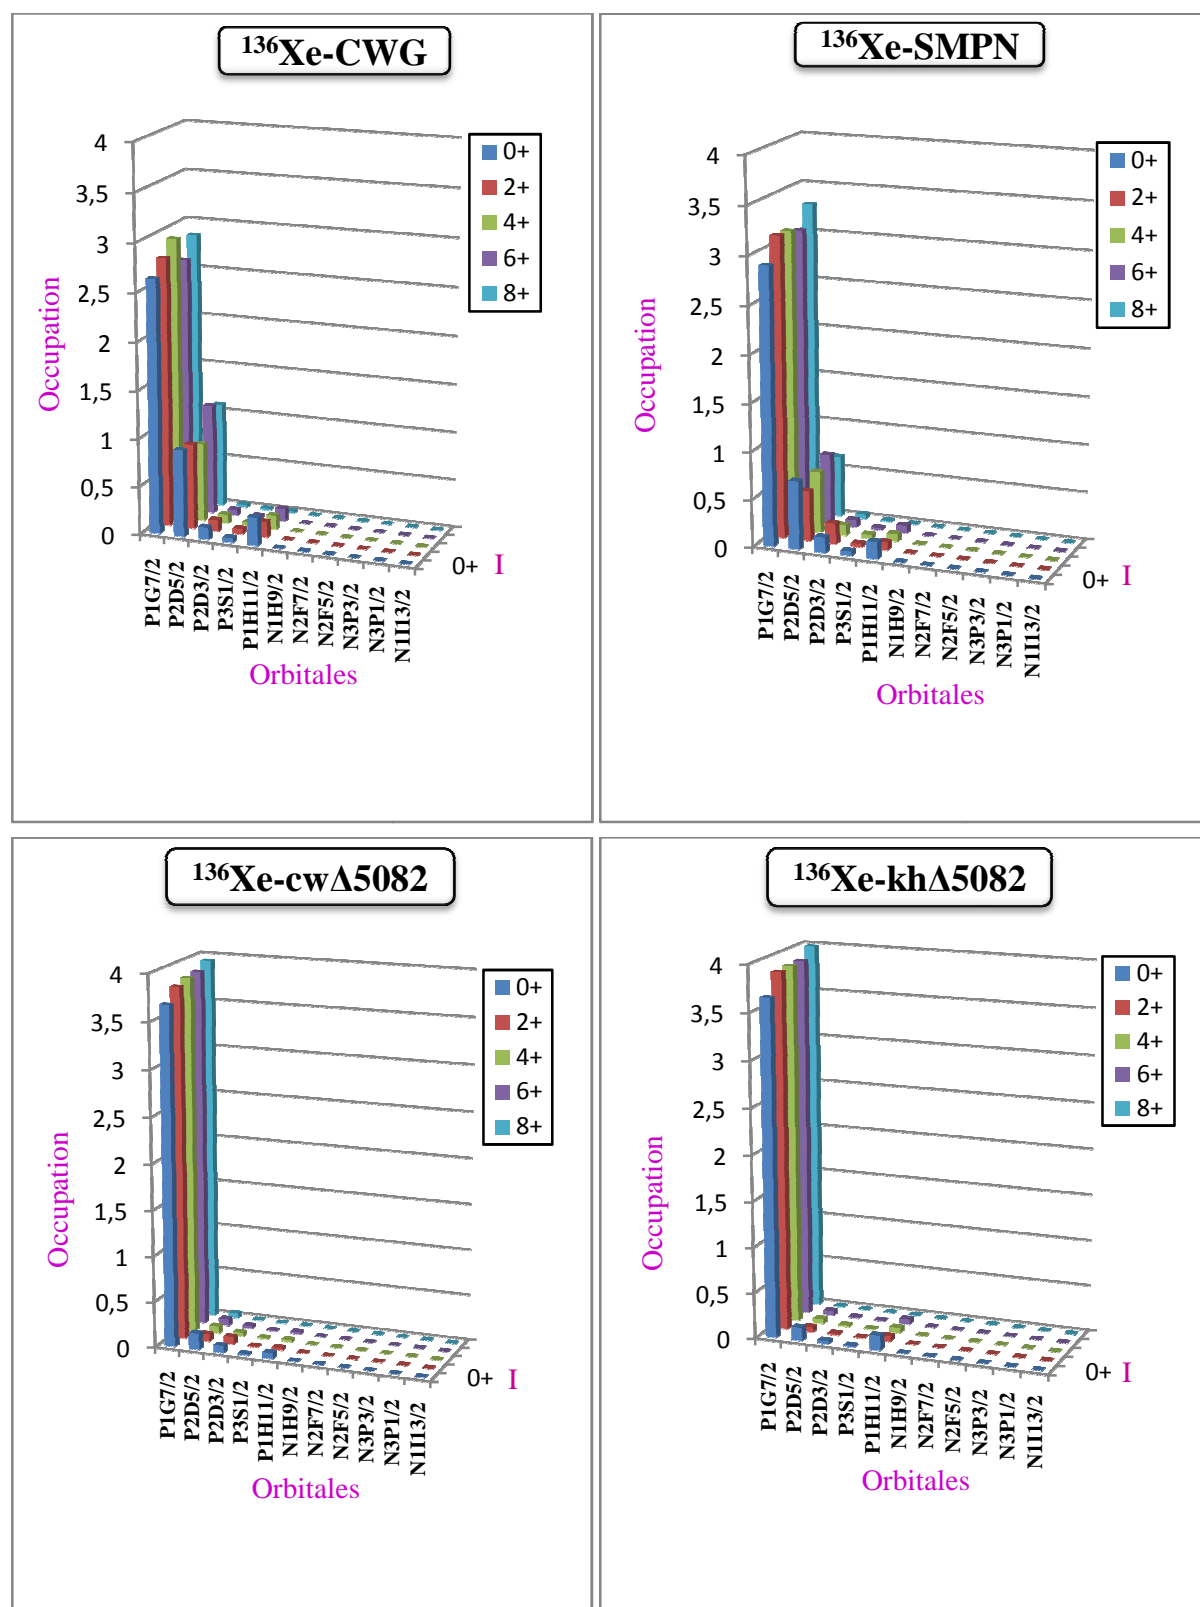 ¹³⁶Xe-CWG
4
3,5
3
2,5
2
1,5
1
0,5
0
Occupation
0+
2+
4+
6+
8+
0+ I
P1G7/2
P2D5/2
P2D3/2
P3S1/2
P1H11/2
N1H9/2
N2F7/2
N2F5/2
N3P3/2
N3P1/2
N1I13/2
Orbitales
¹³⁶Xe-SMPN
4
3,5
3
2,5
2
1,5
1
0,5
0
Occupation
0+
2+
4+
6+
8+
0+ I
P1G7/2
P2D5/2
P2D3/2
P3S1/2
P1H11/2
N1H9/2
N2F7/2
N2F5/2
N3P3/2
N3P1/2
N1I13/2
Orbitales
¹³⁶Xe-cwΔ5082
4
3,5
3
2,5
2
1,5
1
0,5
0
Occupation
0+
2+
4+
6+
8+
0+ I
P1G7/2
P2D5/2
P2D3/2
P3S1/2
P1H11/2
N1H9/2
N2F7/2
N2F5/2
N3P3/2
N3P1/2
N1I13/2
Orbitales
¹³⁶Xe-khΔ5082
4
3,5
3
2,5
2
1,5
1
0,5
0
Occupation
0+
2+
4+
6+
8+
0+ I
P1G7/2
P2D5/2
P2D3/2
P3S1/2
P1H11/2
N1H9/2
N2F7/2
N2F5/2
N3P3/2
N3P1/2
N1I13/2
Orbitales